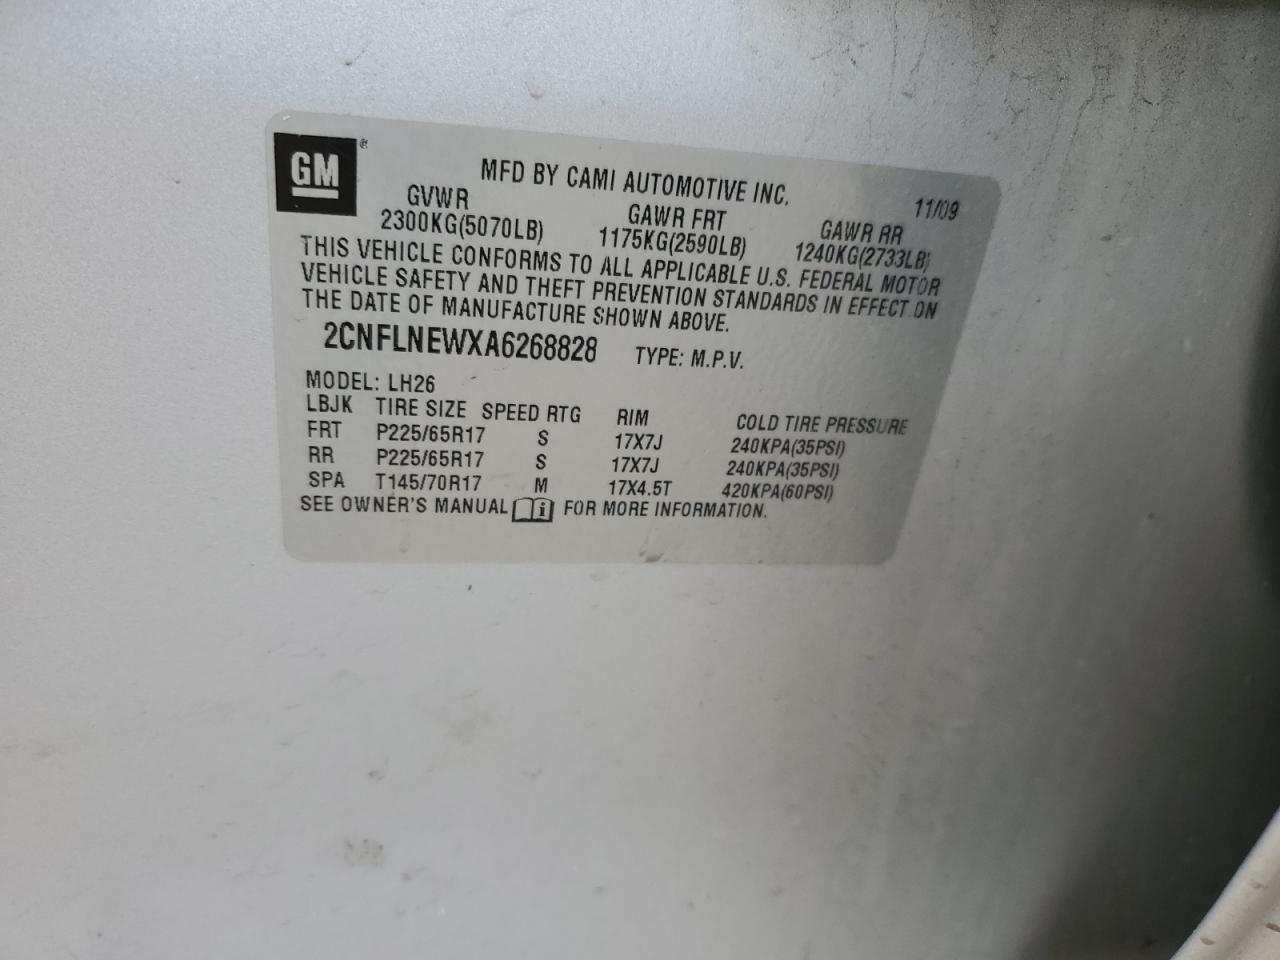 GM ®
MFD BY CAMI AUTOMOTIVE INC.
11/09
GVWR GAWR FRT GAWR RR
2300KG(5070LB) 1175KG(2590LB) 1240KG(2733LB)
THIS VEHICLE CONFORMS TO ALL APPLICABLE U.S. FEDERAL MOTOR
VEHICLE SAFETY AND THEFT PREVENTION STANDARDS IN EFFECT ON
THE DATE OF MANUFACTURE SHOWN ABOVE.
2CNFLNEWXA6268828 TYPE: M.P.V.
MODEL: LH26
LBJK TIRE SIZE SPEED RTG RIM COLD TIRE PRESSURE
FRT P225/65R17 S 17X7J 240KPA(35PSI)
RR P225/65R17 S 17X7J 240KPA(35PSI)
SPA T145/70R17 M 17X4.5T 420KPA(60PSI)
SEE OWNER'S MANUAL i FOR MORE INFORMATION.